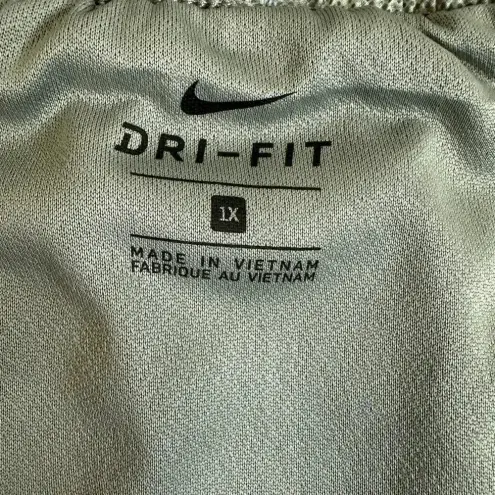 DRI-FIT
1X
MADE IN VIETNAM
FABRIQUE AU VIETNAM